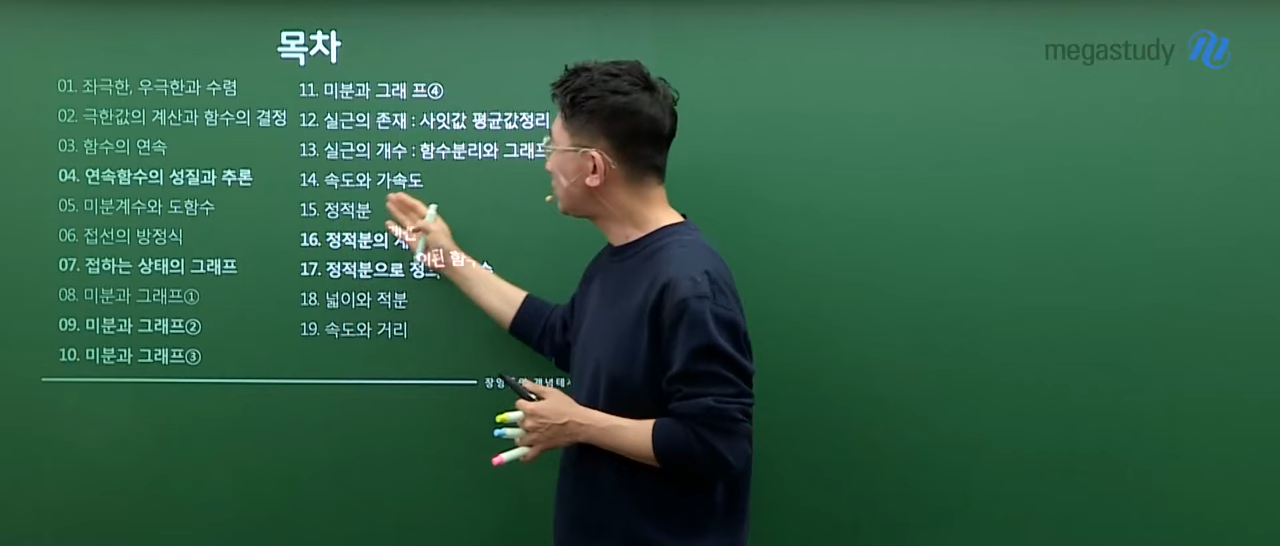 목차
01. 좌극한, 우극한과 수렴
02. 극한값의 계산과 함수의 결정
03. 함수의 연속
04. 연속함수의 성질과 추론
05. 미분계수와 도함수
06. 접선의 방정식
07. 접하는 상태의 그래프
08. 미분과 그래프①
09. 미분과 그래프②
10. 미분과 그래프③
11. 미분과 그래 프④
12. 실근의 존재 : 사잇값 평균값정리
13. 실근의 개수 : 함수분리와 그래프
14. 속도와 가속도
15. 정적분
16. 정적분의
17. 정적분으로
18. 넓이와 적분
19. 속도와 거리
megastudy